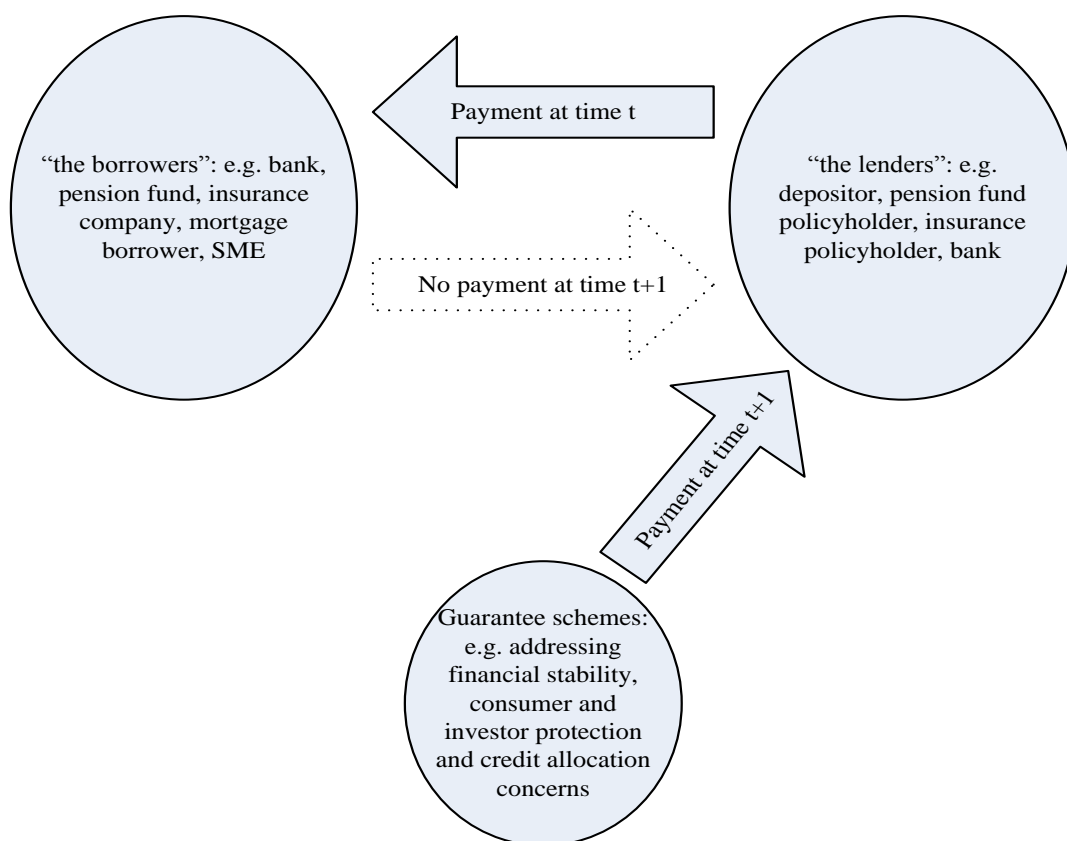 “the borrowers”: e.g. bank,
pension fund, insurance
company, mortgage
borrower, SME
Payment at time t
“the lenders”: e.g.
depositor, pension fund
policyholder, insurance
policyholder, bank
No payment at time t+1
Payment at time t+1
Guarantee schemes:
e.g. addressing
financial stability,
consumer and
investor protection
and credit allocation
concerns